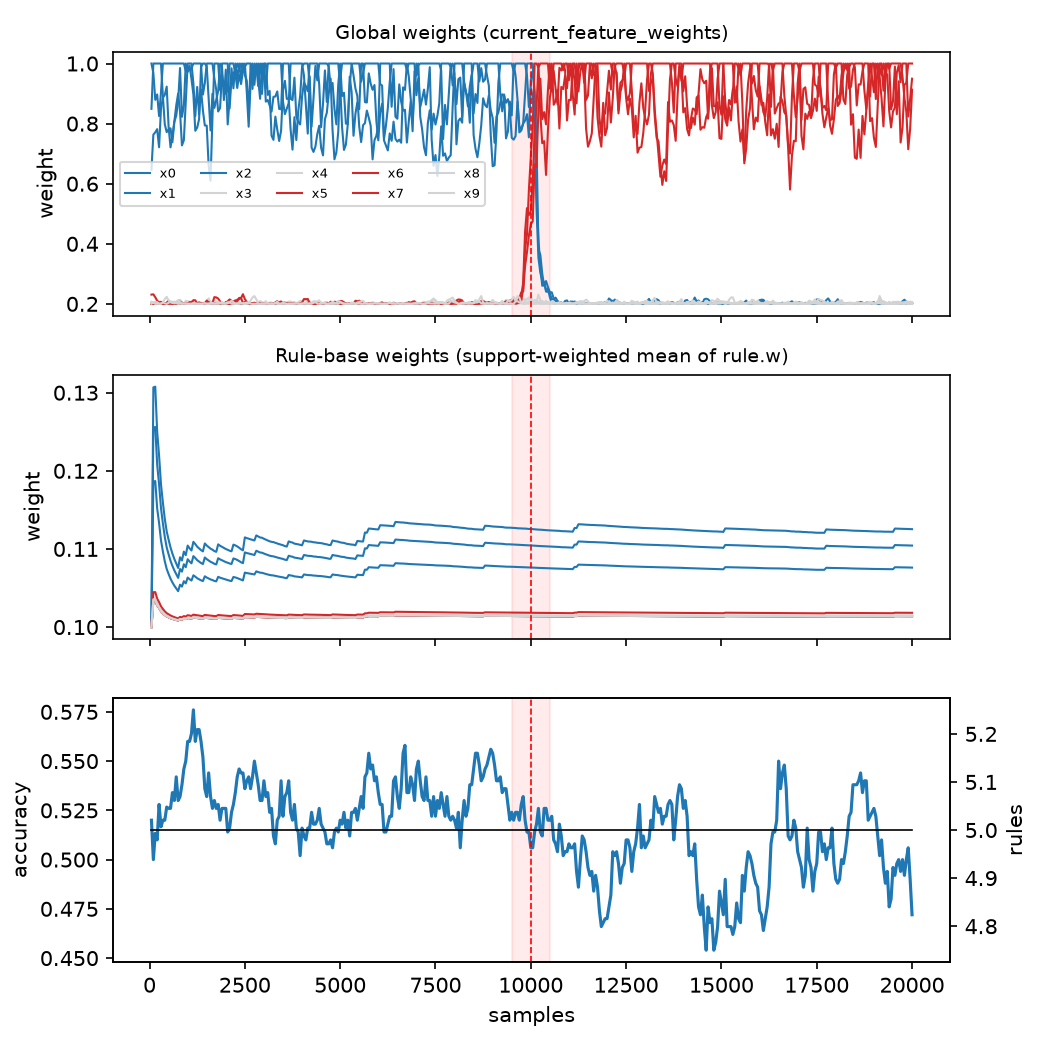 Global weights (current_feature_weights)
1.0
0.8
0.6
0.4
0.2
weight
x0 x2 x4 x6 x8
x1 x3 x5 x7 x9
Rule-base weights (support-weighted mean of rule.w)
0.13
0.12
0.11
0.10
weight
0.575
0.550
0.525
0.500
0.475
0.450
accuracy
5.2
5.1
5.0
4.9
4.8
rules
0 2500 5000 7500 10000 12500 15000 17500 20000
samples